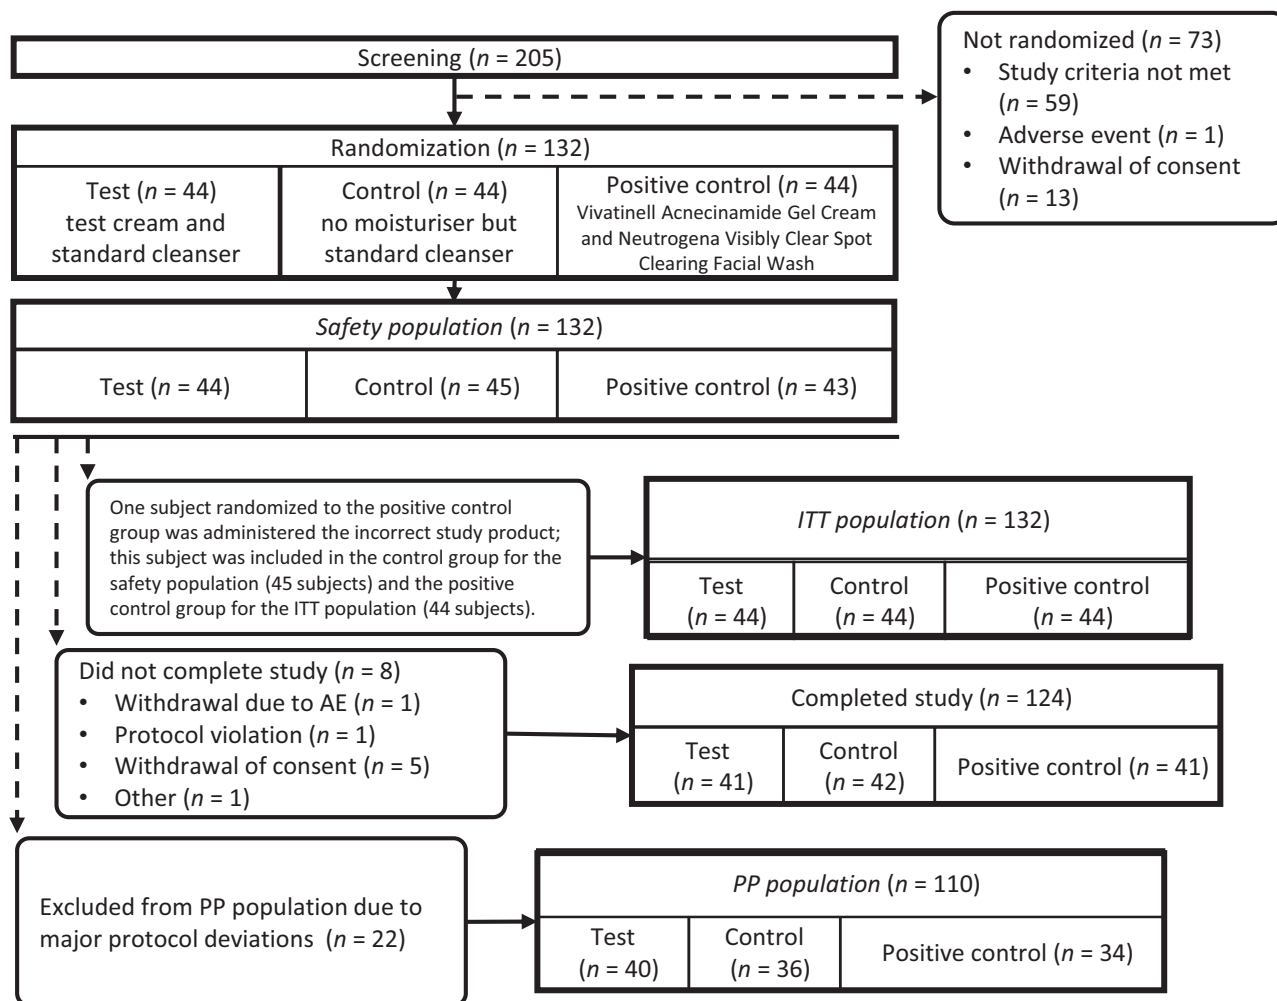 Screening (n = 205)
Not randomized (n = 73)
• Study criteria not met
(n = 59)
• Adverse event (n = 1)
• Withdrawal of consent
(n = 13)
Randomization (n = 132)
Test (n = 44)
test cream and
standard cleanser
Control (n = 44)
no moisturiser but
standard cleanser
Positive control (n = 44)
Vivatinell Acnecinamide Gel Cream
and Neutrogena Visibly Clear Spot
Clearing Facial Wash
Safety population (n = 132)
Test (n = 44)
Control (n = 45)
Positive control (n = 43)
One subject randomized to the positive control
group was administered the incorrect study product;
this subject was included in the control group for the
safety population (45 subjects) and the positive
control group for the ITT population (44 subjects).
ITT population (n = 132)
Test
(n = 44)
Control
(n = 44)
Positive control
(n = 44)
Did not complete study (n = 8)
• Withdrawal due to AE (n = 1)
• Protocol violation (n = 1)
• Withdrawal of consent (n = 5)
• Other (n = 1)
Completed study (n = 124)
Test
(n = 41)
Control
(n = 42)
Positive control (n = 41)
Excluded from PP population due to
major protocol deviations (n = 22)
PP population (n = 110)
Test
(n = 40)
Control
(n = 36)
Positive control (n = 34)